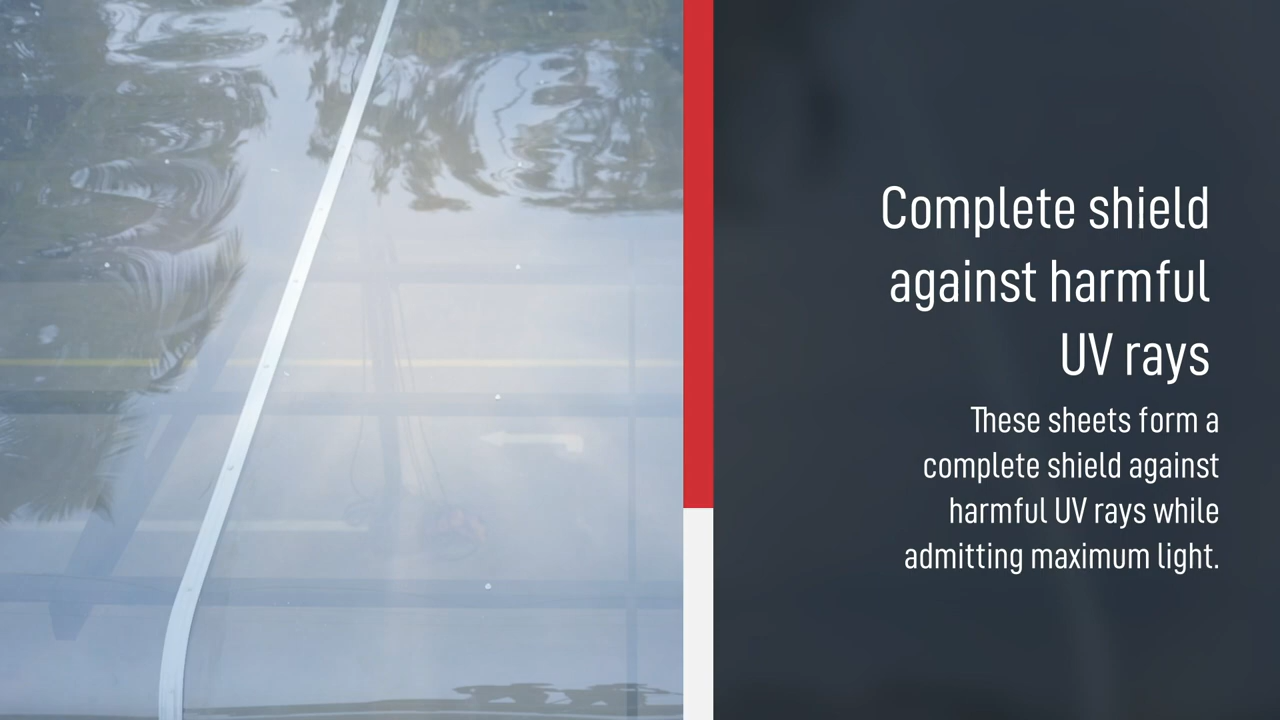 Complete shield
against harmful
UV rays
These sheets form a
complete shield against
harmful UV rays while
admitting maximum light.